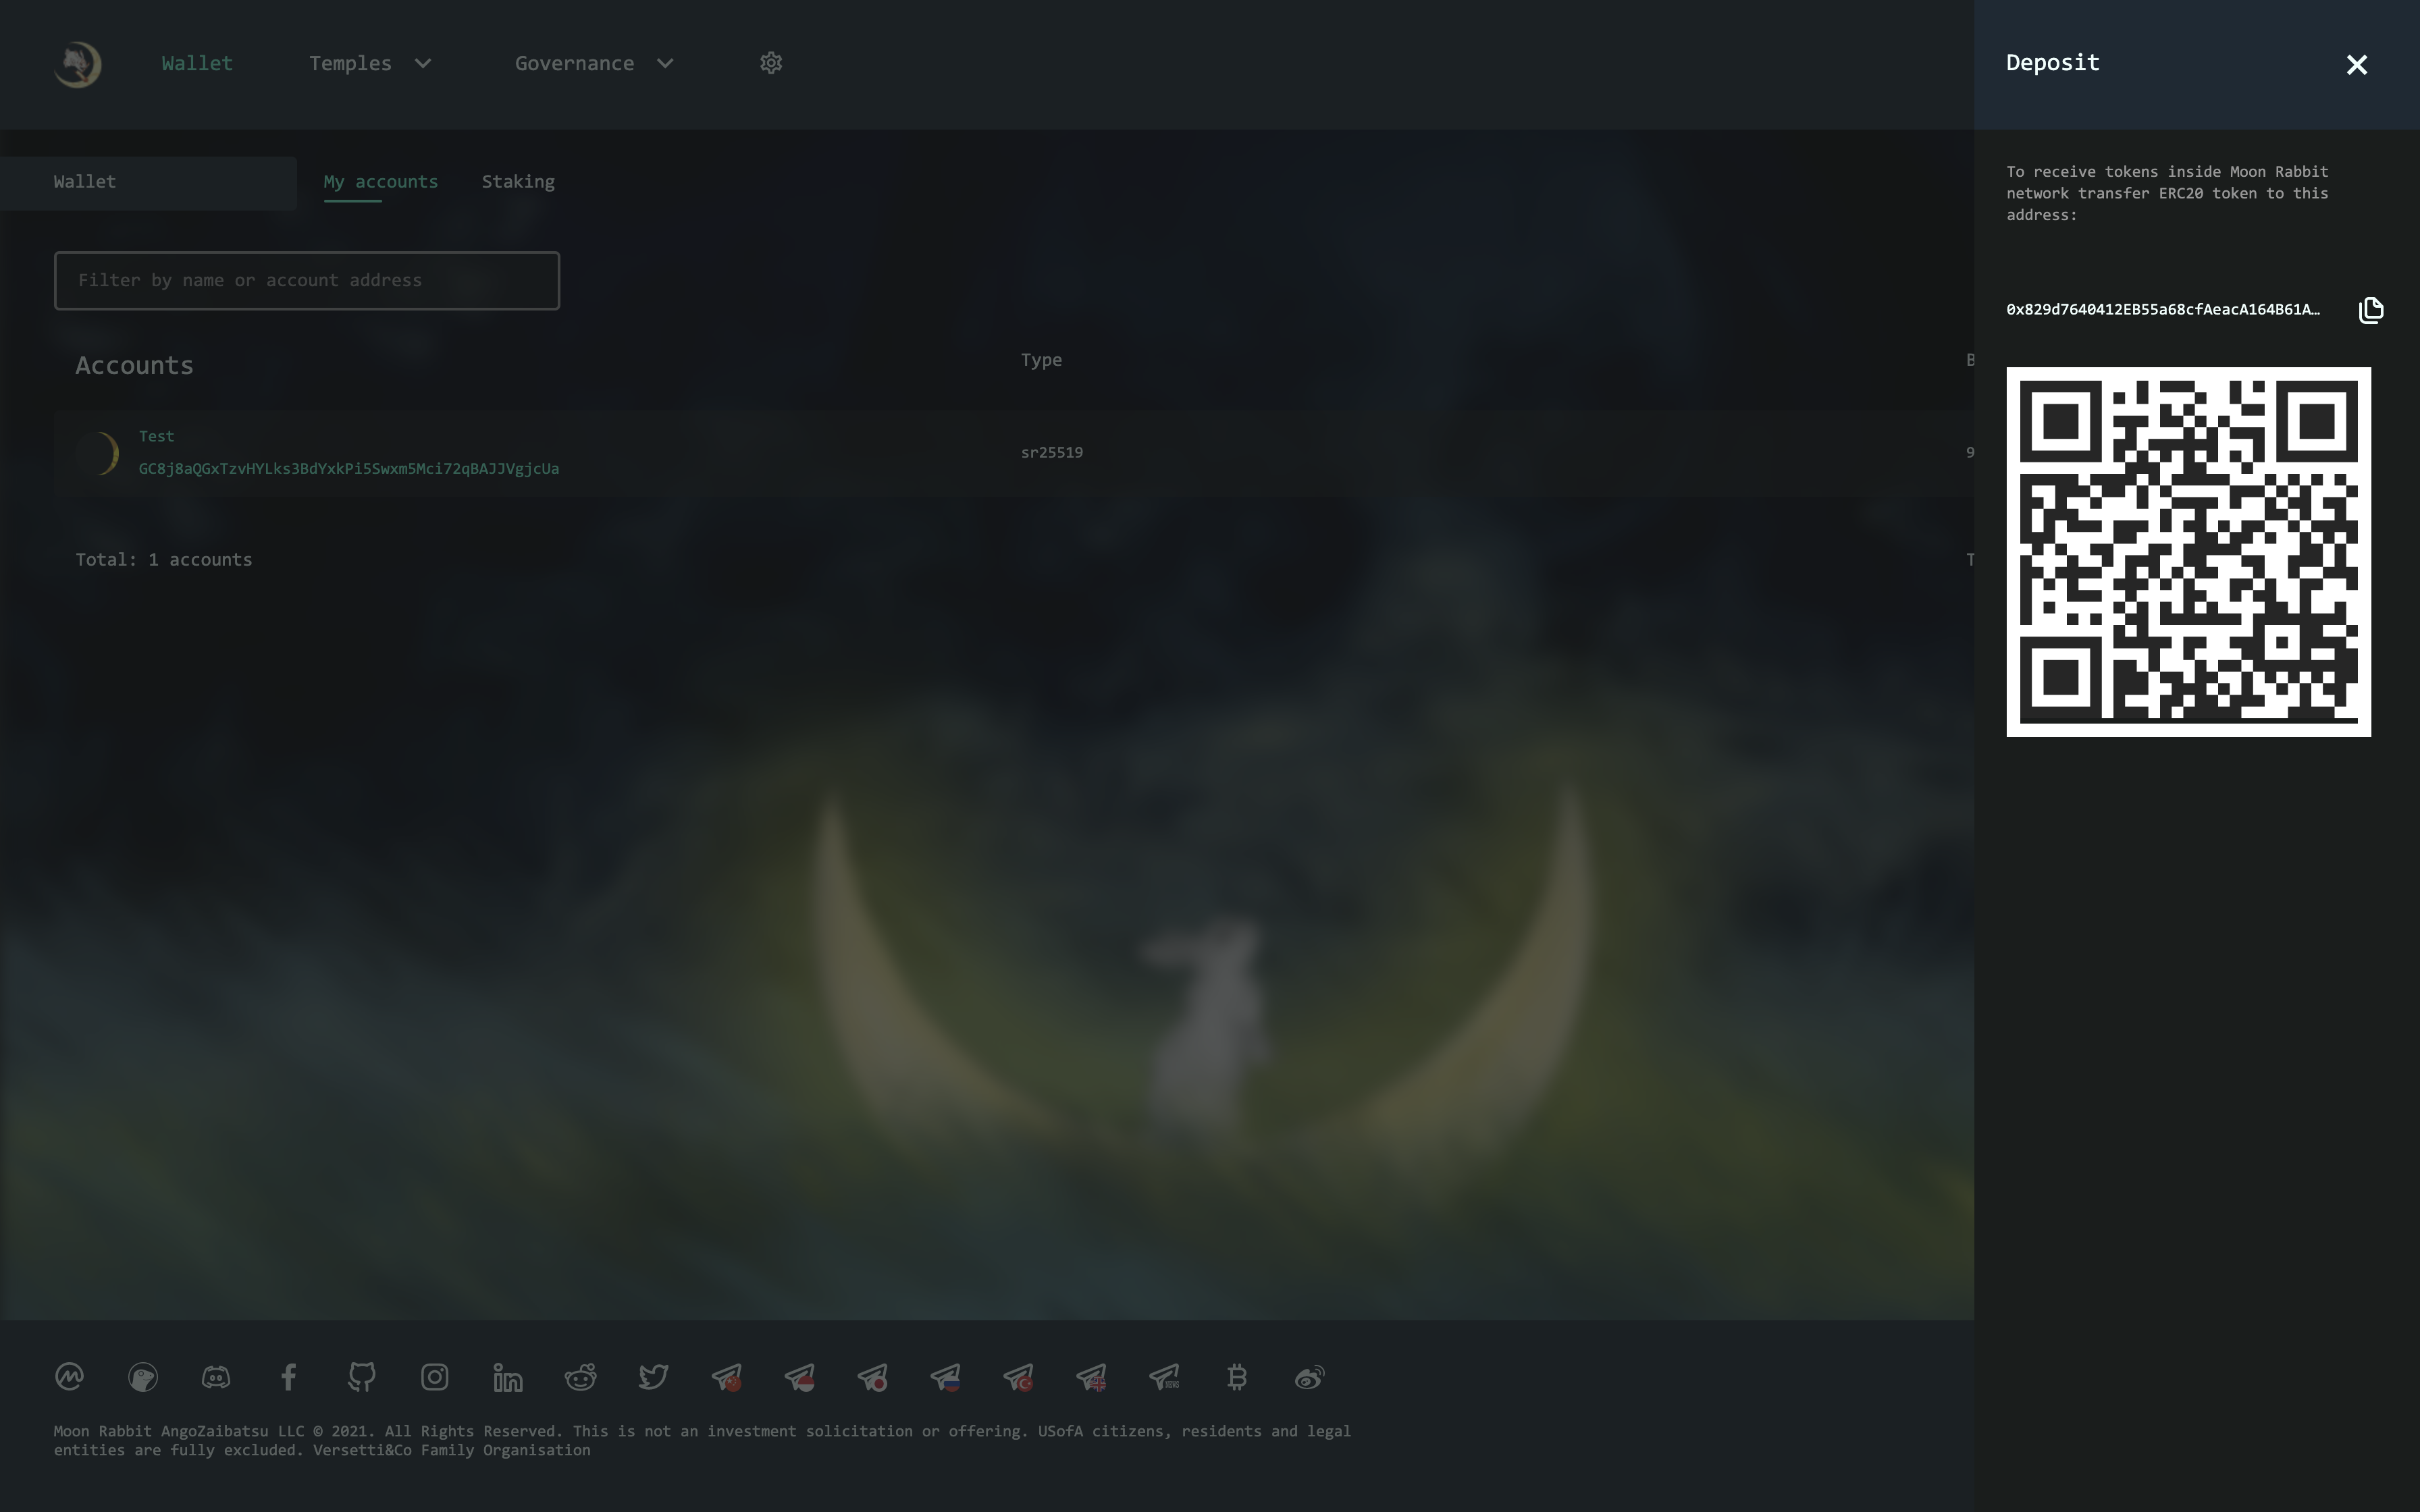 Wallet Temples Governance
Deposit
Wallet My accounts Staking
To receive tokens inside Moon Rabbit
network transfer ERC20 token to this
address:
Filter by name or account address
0x829d7640412EB55a68cfAeacA164B61A…
Accounts Type B
Test
GC8j8aQGxTzvHYLks3BdYxkPi5Swxm5Mci72qBAJJVgjcUa
sr25519 9
Total: 1 accounts T
Moon Rabbit AngoZaibatsu LLC © 2021. All Rights Reserved. This is not an investment solicitation or offering. USofA citizens, residents and legal
entities are fully excluded. Versetti&Co Family Organisation